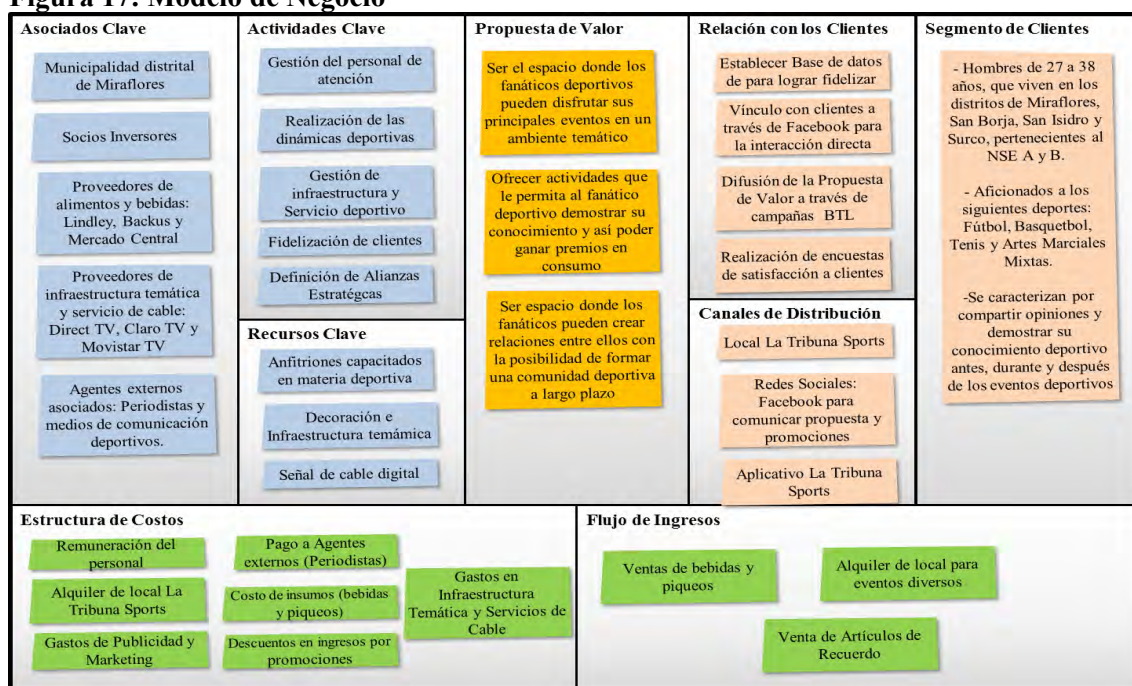 Figura 17: Modelo de Negocio
Asociados Clave
Municipalidad distrital
de Miraflores
Socios Inversores
Proveedores de
alimentos y bebidas:
Lindley, Backus y
Mercado Central
Proveedores de
infraestructura temática
y servicio de cable:
Direct TV, Claro TV y
Movistar TV
Agentes externos
asociados: Periodistas y
medios de comunicación
deportivos.
Actividades Clave
Gestión del personal de
atención
Realización de las
dinámicas deportivas
Gestión de
infraestructura y
Servicio deportivo
Fidelización de clientes
Definición de Alianzas
Estratégcas
Recursos Clave
Anfitriones capacitados
en materia deportiva
Decoración e
Infraestructura temámica
Señal de cable digital
Propuesta de Valor
Ser el espacio donde los
fanáticos deportivos
pueden disfrutar sus
principales eventos en un
ambiente temático
Ofrecer actividades que
le permita al fanático
deportivo demostrar su
conocimiento y así poder
ganar premios en
consumo
Ser espacio donde los
fanáticos pueden crear
relaciones entre ellos con
la posibilidad de formar
una comunidad deportiva
a largo plazo
Relación con los Clientes
Establecer Base de datos
de para lograr fidelizar
Vínculo con clientes a
través de Facebook para
la interacción directa
Difusión de la Propuesta
de Valor a través de
campañas BTL
Realización de encuestas
de satisfacción a clientes
Canales de Distribución
Local La Tribuna Sports
Redes Sociales:
Facebook para
comunicar propuesta y
promociones
Aplicativo La Tribuna
Sports
Segmento de Clientes
- Hombres de 27 a 38
años, que viven en los
distritos de Miraflores,
San Borja, San Isidro y
Surco, pertenecientes al
NSE A y B.
- Aficionados a los
siguientes deportes:
Fútbol, Basquetbol,
Tenis y Artes Marciales
Mixtas.
-Se caracterizan por
compartir opiniones y
demostrar su
conocimiento deportivo
antes, durante y después
de los eventos deportivos
Estructura de Costos
Remuneración del
personal
Alquiler de local La
Tribuna Sports
Gastos de Publicidad y
Marketing
Pago a Agentes
externos (Periodistas)
Costo de insumos (bebidas
y piqueos)
Descuentos en ingresos por
promociones
Gastos en
Infraestructura
Temática y Servicios de
Cable
Flujo de Ingresos
Ventas de bebidas y
piqueos
Alquiler de local para
eventos diversos
Venta de Artículos de
Recuerdo